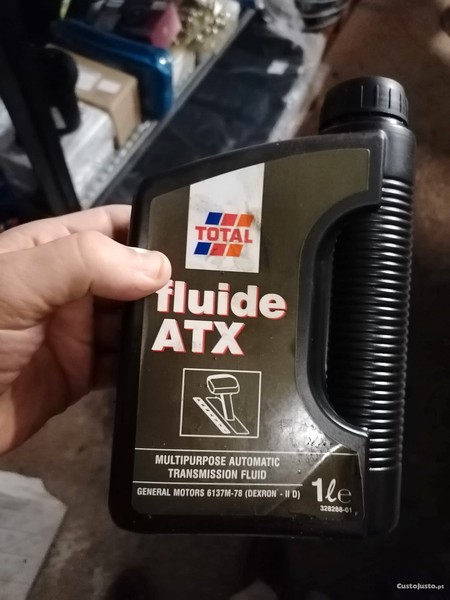 TOTAL
fluide
ATX
MULTIPURPOSE AUTOMATIC
TRANSMISSION FLUID
GENERAL MOTORS 6137M-78 (DEXRON - II D)
1ℓe
328288-01
CustoJusto.pt